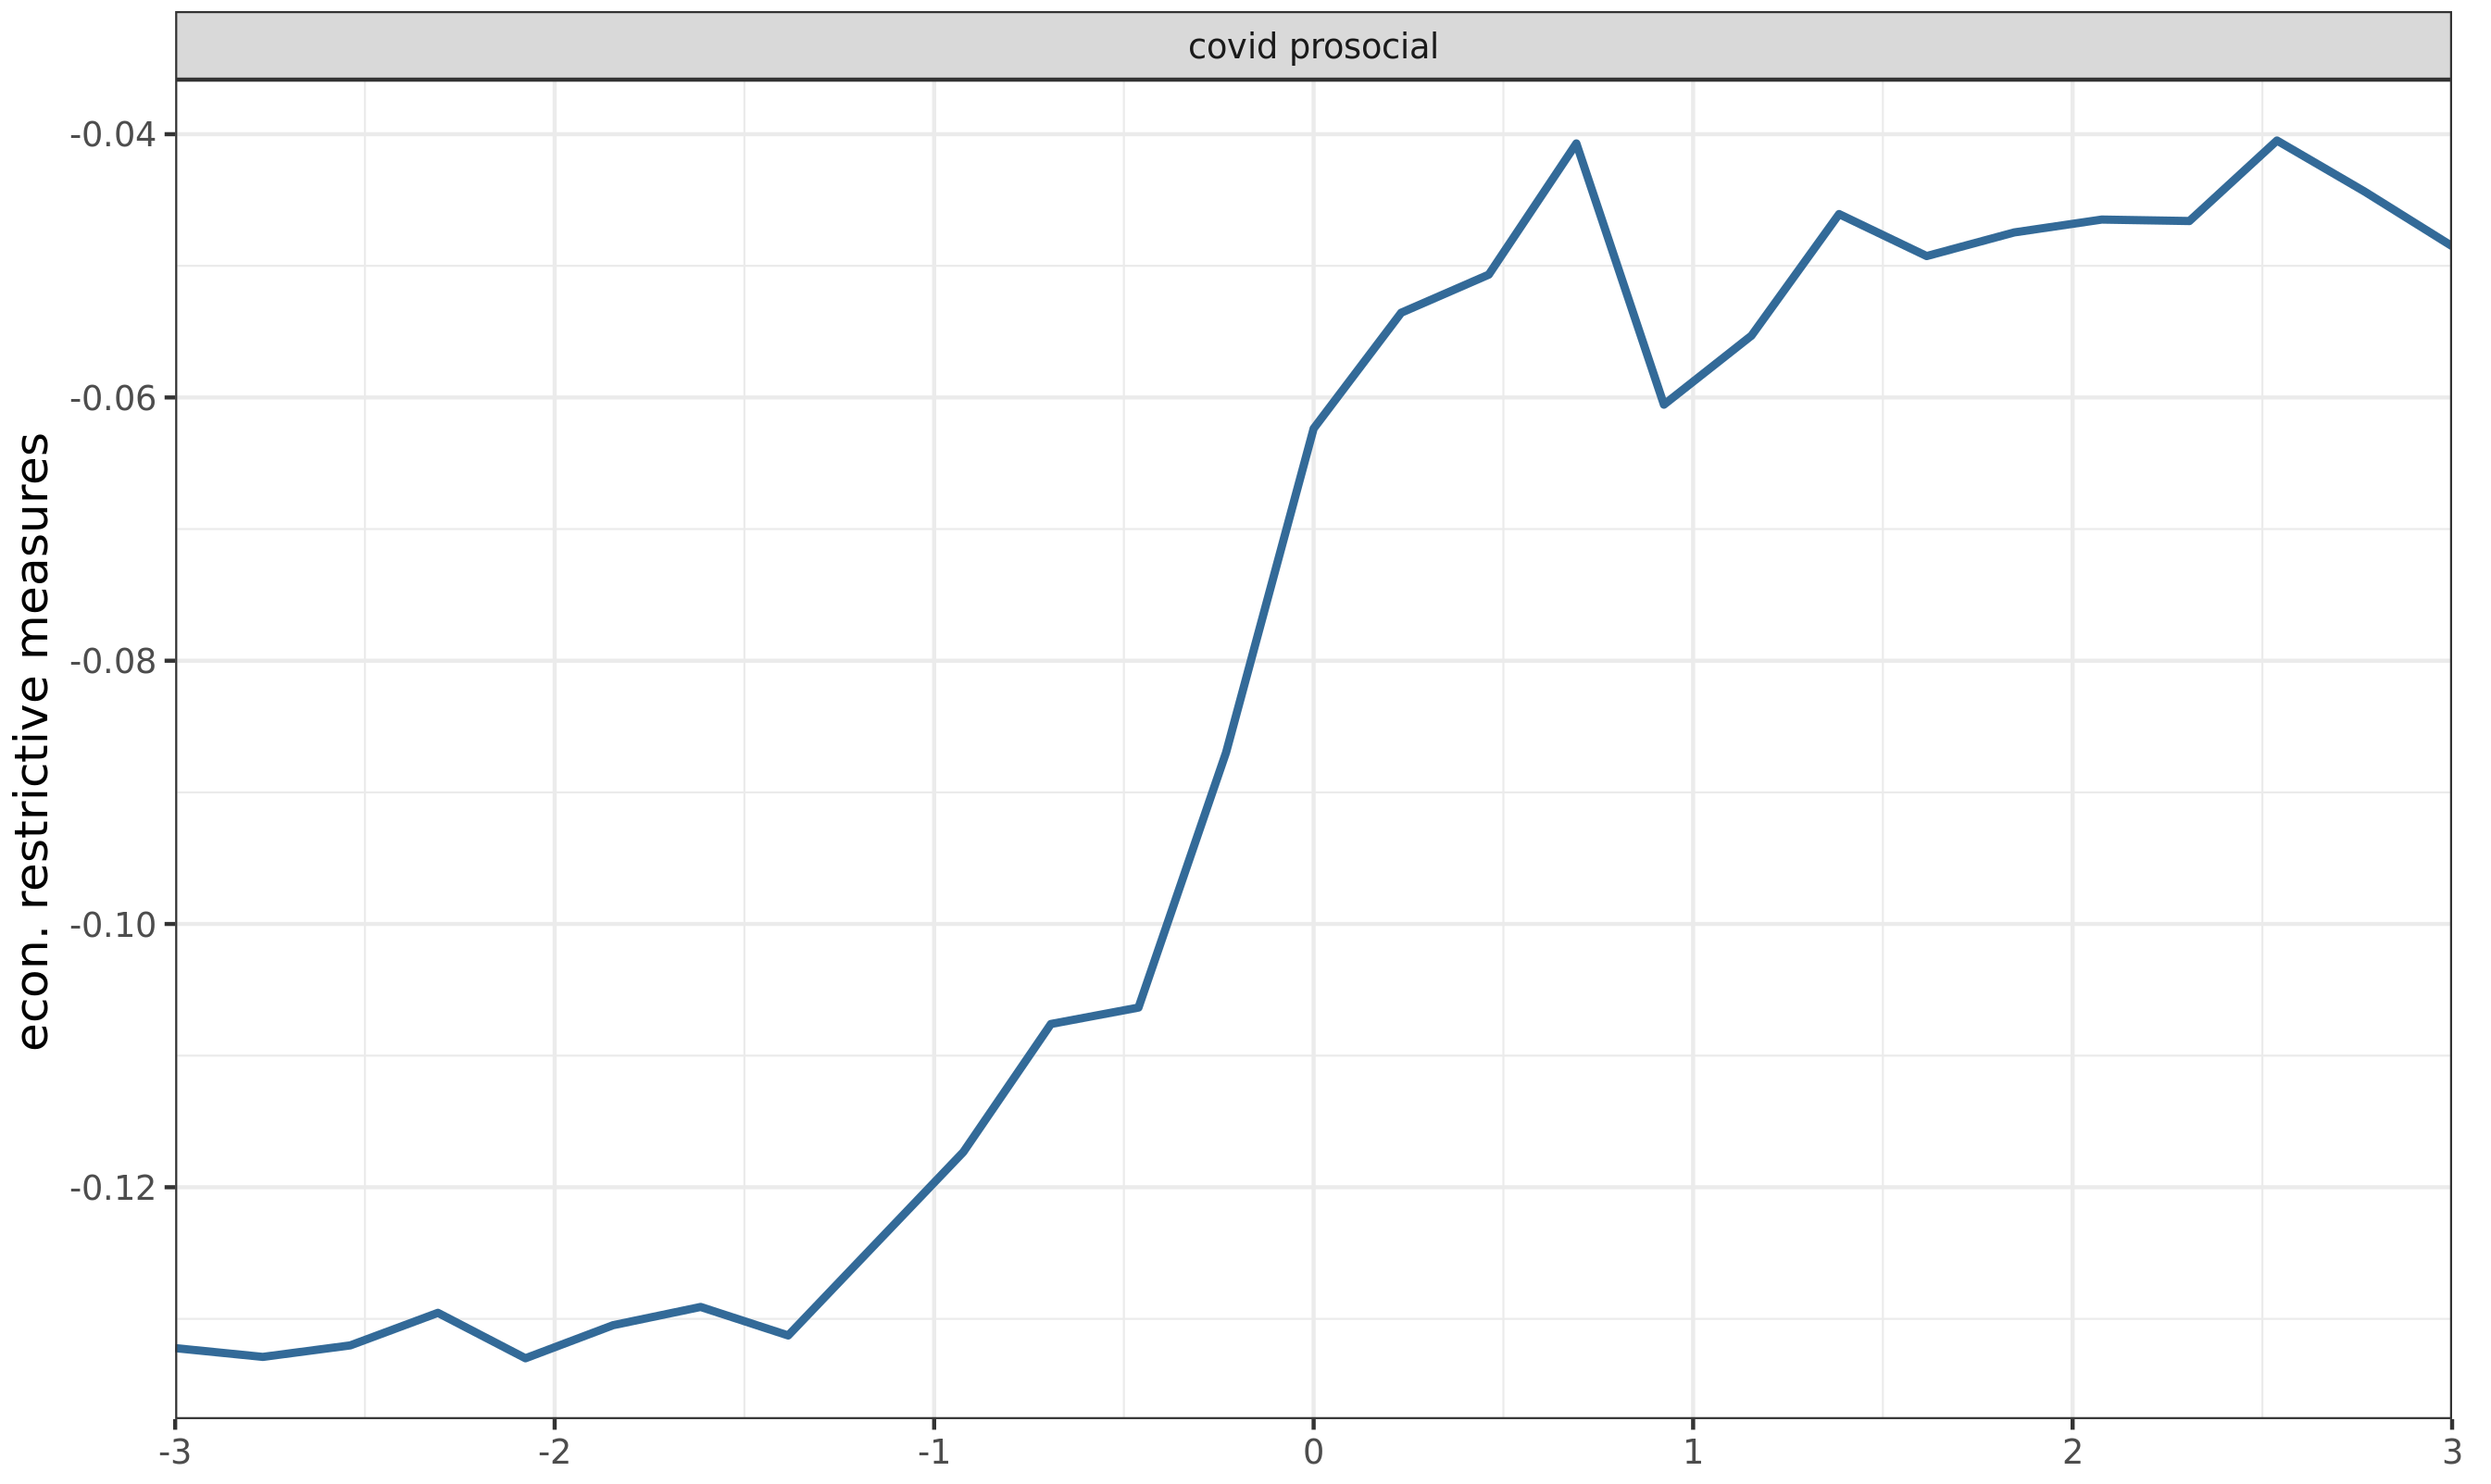 covid prosocial
econ. restrictive measures
-0.04
-0.06
-0.08
-0.10
-0.12
-3 -2 -1 0 1 2 3